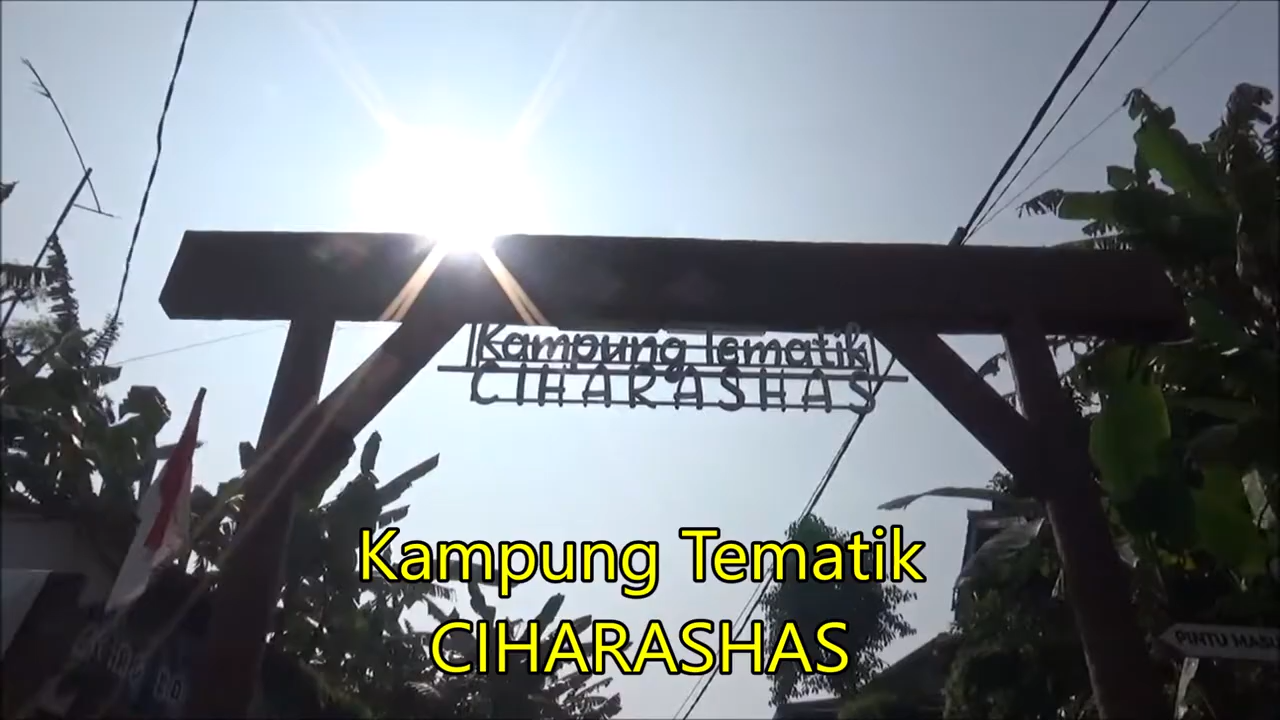 Kampung Tematik
CIHARASHAS
Kampung Tematik
CIHARASHAS
PINTU MASU